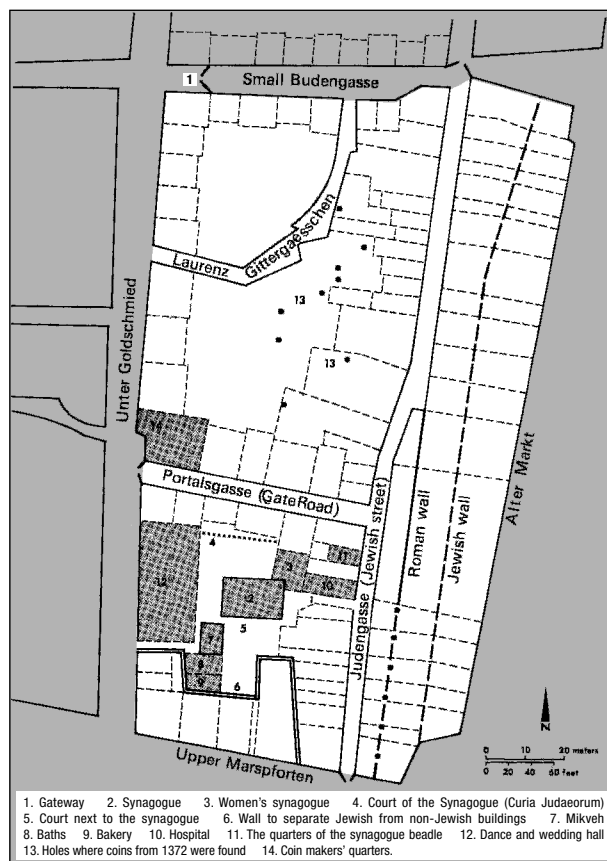 1
Small Budengasse
Laurenz
Gittergaesschen
13
13
Unter Goldschmied
14
Portalsgasse (Gate Road)
4
11
3
10
12
5
7
8
9
6
Judengasse (Jewish street)
Roman wall
Jewish wall
Alter Markt
Upper Marspforten
N
0 10 20 meters
0 20 40 60 feet
1. Gateway 2. Synagogue 3. Women's synagogue 4. Court of the Synagogue (Curia Judaeorum)
5. Court next to the synagogue 6. Wall to separate Jewish from non-Jewish buildings 7. Mikveh
8. Baths 9. Bakery 10. Hospital 11. The quarters of the synagogue beadle 12. Dance and wedding hall
13. Holes where coins from 1372 were found 14. Coin makers' quarters.